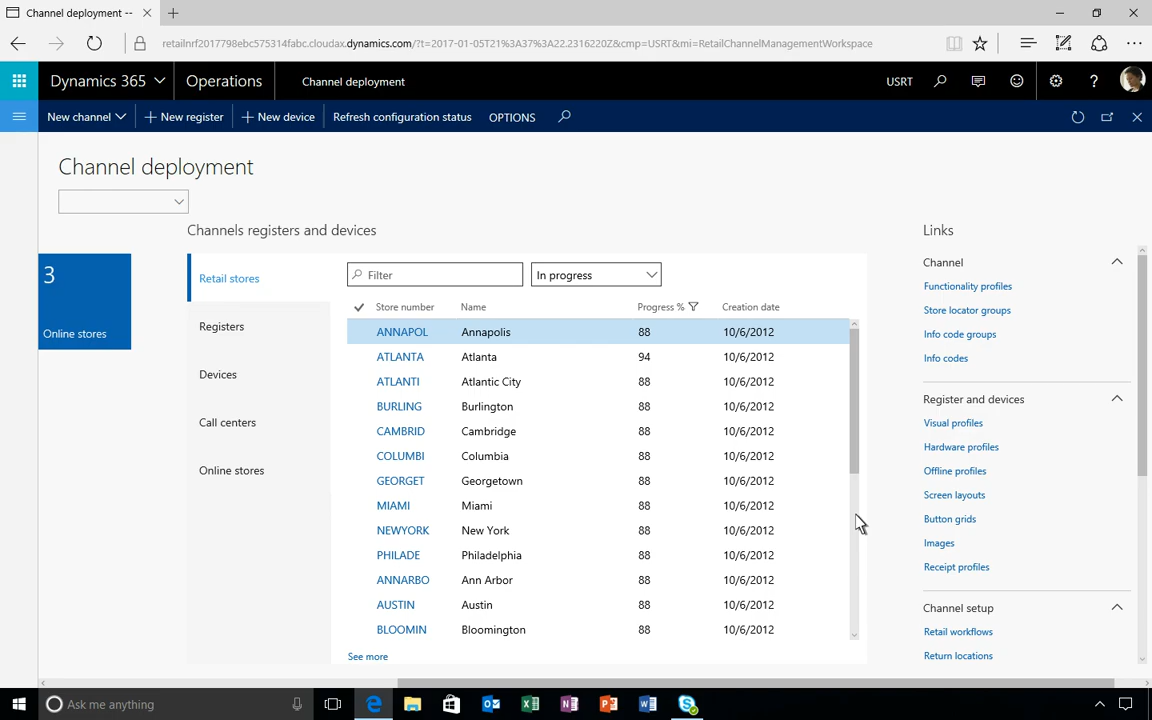 Channel deployment --
retailnrf2017798ebc575314fabc.cloudax.dynamics.com/?t=2017-01-05T21%3A37%3A22.2316220Z&cmp=USRT&mi=RetailChannelManagementWorkspace
Dynamics 365
Operations
Channel deployment
USRT
New channel
New register
New device
Refresh configuration status
OPTIONS
Channel deployment
3
Online stores
Channels registers and devices
Retail stores
Registers
Devices
Call centers
Online stores
Filter
In progress
Store number Name Progress % Creation date
ANNAPOL Annapolis 88 10/6/2012
ATLANTA Atlanta 94 10/6/2012
ATLANTI Atlantic City 88 10/6/2012
BURLING Burlington 88 10/6/2012
CAMBRID Cambridge 88 10/6/2012
COLUMBI Columbia 88 10/6/2012
GEORGET Georgetown 88 10/6/2012
MIAMI Miami 88 10/6/2012
NEWYORK New York 88 10/6/2012
PHILADE Philadelphia 88 10/6/2012
ANNARBO Ann Arbor 88 10/6/2012
AUSTIN Austin 88 10/6/2012
BLOOMIN Bloomington 88 10/6/2012
See more
Links
Channel
Functionality profiles
Store locator groups
Info code groups
Info codes
Register and devices
Visual profiles
Hardware profiles
Offline profiles
Screen layouts
Button grids
Images
Receipt profiles
Channel setup
Retail workflows
Return locations
Ask me anything